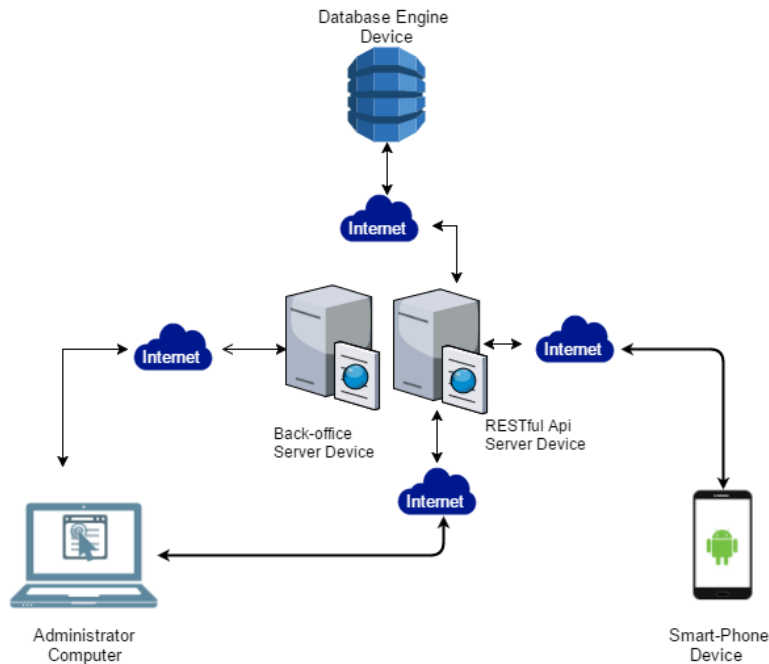 Database Engine
Device
Internet
Internet
Internet
Back-office
Server Device
RESTful Api
Server Device
Internet
Administrator
Computer
Smart-Phone
Device